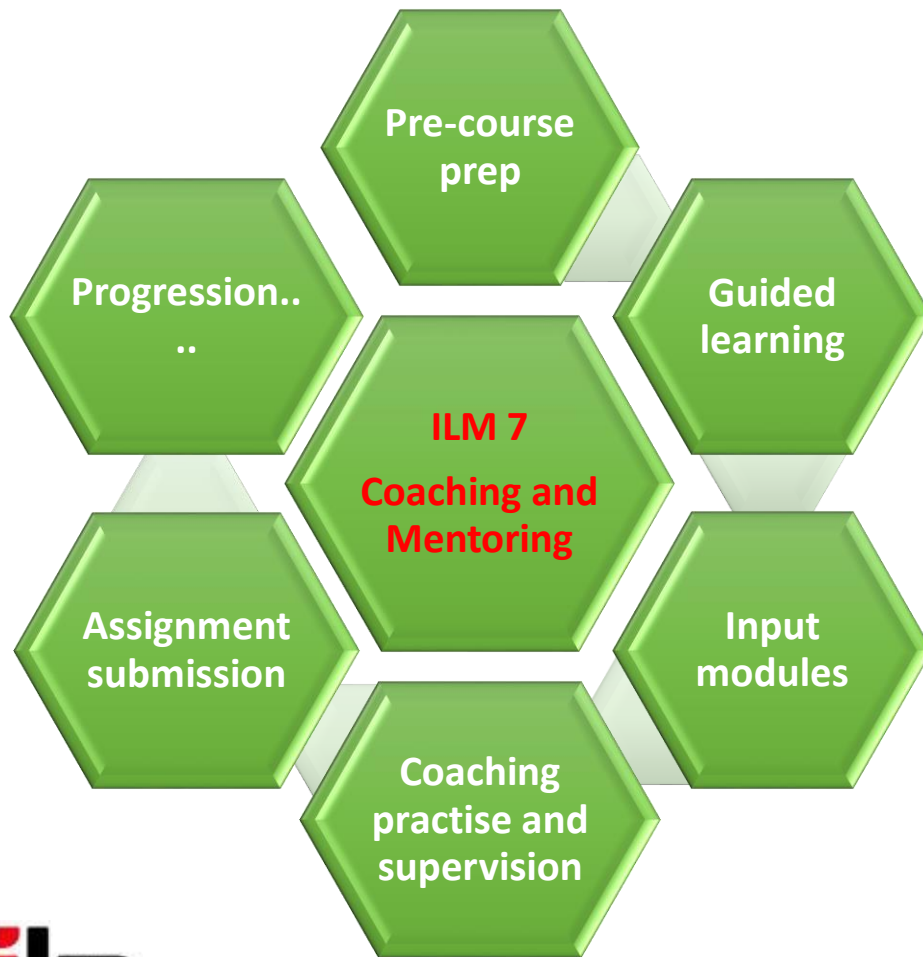 Pre-course
prep
Guided
learning
Input
modules
Coaching
practise and
supervision
Assignment
submission
Progression..
..
ILM 7
Coaching and
Mentoring